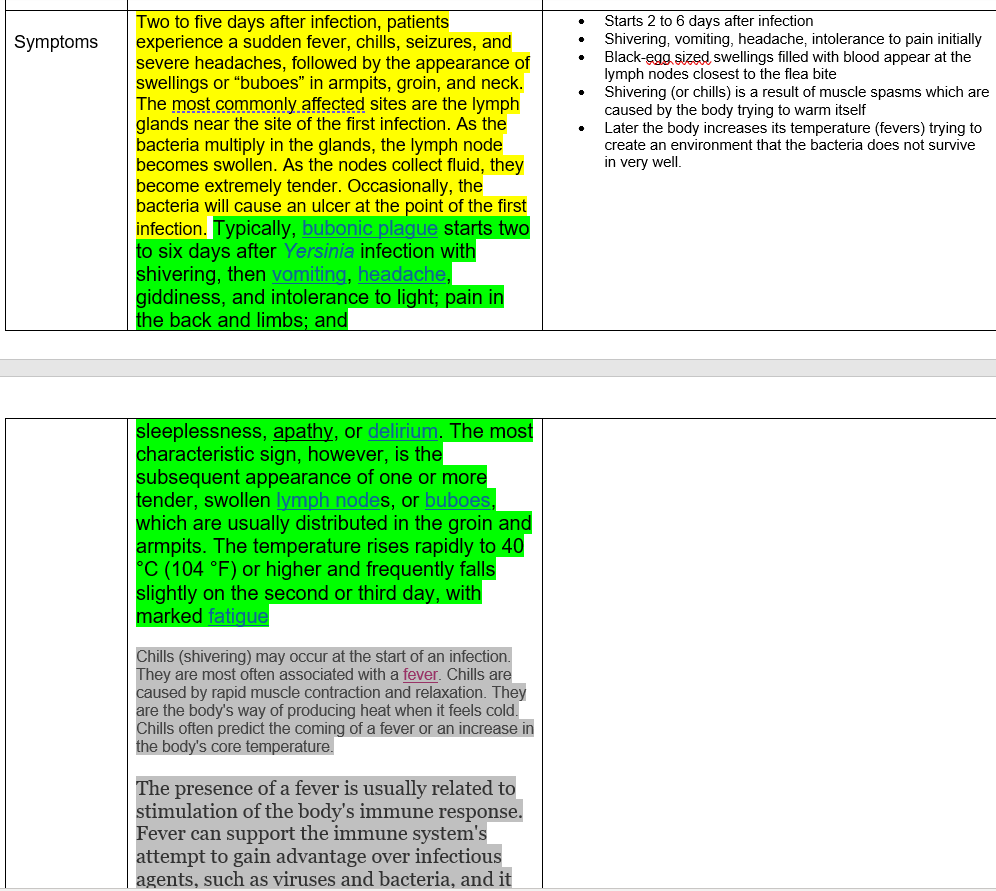 Symptoms
Two to five days after infection, patients
experience a sudden fever, chills, seizures, and
severe headaches, followed by the appearance of
swellings or “buboes” in armpits, groin, and neck.
The most commonly affected sites are the lymph
glands near the site of the first infection. As the
bacteria multiply in the glands, the lymph node
becomes swollen. As the nodes collect fluid, they
become extremely tender. Occasionally, the
bacteria will cause an ulcer at the point of the first
infection. Typically, bubonic plague starts two
to six days after Yersinia infection with
shivering, then vomiting, headache,
giddiness, and intolerance to light; pain in
the back and limbs; and
• Starts 2 to 6 days after infection
• Shivering, vomiting, headache, intolerance to pain initially
• Black-egg sized swellings filled with blood appear at the
lymph nodes closest to the flea bite
• Shivering (or chills) is a result of muscle spasms which are
caused by the body trying to warm itself
• Later the body increases its temperature (fevers) trying to
create an environment that the bacteria does not survive
in very well.
sleeplessness, apathy, or delirium. The most
characteristic sign, however, is the
subsequent appearance of one or more
tender, swollen lymph nodes, or buboes,
which are usually distributed in the groin and
armpits. The temperature rises rapidly to 40
°C (104 °F) or higher and frequently falls
slightly on the second or third day, with
marked fatigue
Chills (shivering) may occur at the start of an infection.
They are most often associated with a fever. Chills are
caused by rapid muscle contraction and relaxation. They
are the body's way of producing heat when it feels cold.
Chills often predict the coming of a fever or an increase in
the body's core temperature.
The presence of a fever is usually related to
stimulation of the body's immune response.
Fever can support the immune system's
attempt to gain advantage over infectious
agents, such as viruses and bacteria, and it